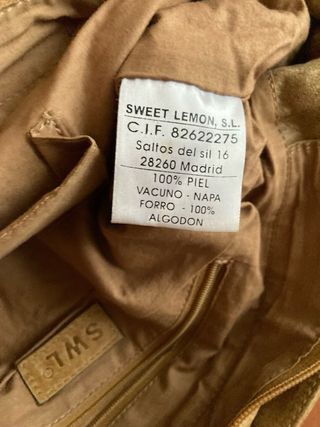 SWEET LEMON, S.L.
C.I.F. 82622275
Saltos del sil 16
28260 Madrid
100% PIEL
VACUNO - NAPA
FORRO - 100%
ALGODON
SWL